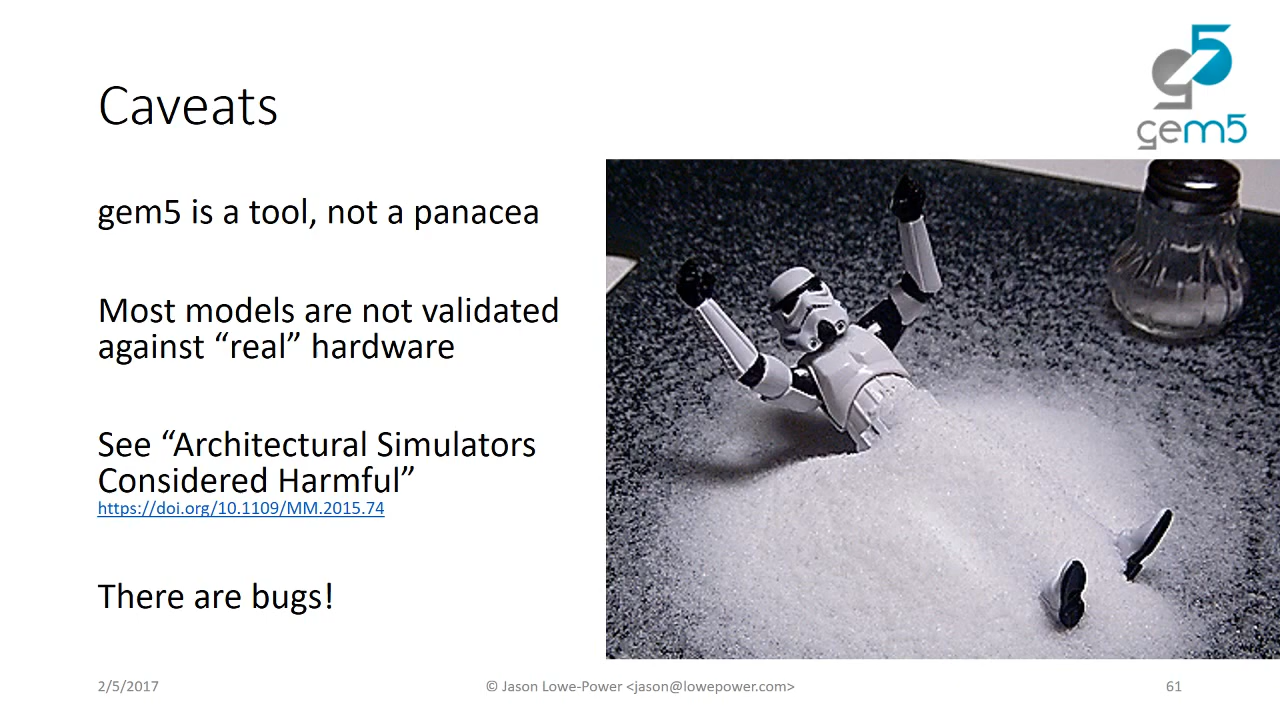 Caveats
gem5
gem5 is a tool, not a panacea
Most models are not validated
against “real” hardware
See “Architectural Simulators
Considered Harmful”
https://doi.org/10.1109/MM.2015.74
There are bugs!
2/5/2017
© Jason Lowe-Power <jason@lowepower.com>
61